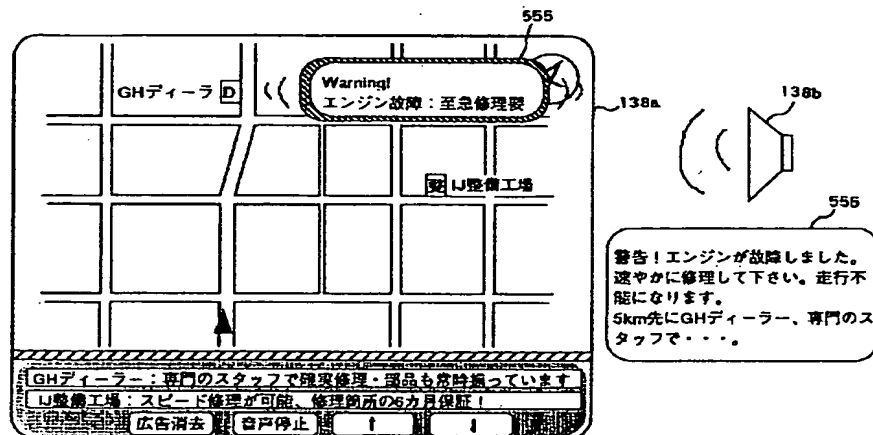 555
Warning!
エンジン故障：至急修理要
GHディーラ D
138a
138b
整 IJ整備工場
555
警告！エンジンが故障しました。
速やかに修理して下さい。走行不
能になります。
5km先にGHディーラー、専門のス
タッフで・・・。
GHディーラー：専門のスタッフで確実修理・部品も常時揃っています
IJ整備工場：スピード修理が可能、修理箇所の6カ月保証！
広告消去 音声停止 ↑ ↓